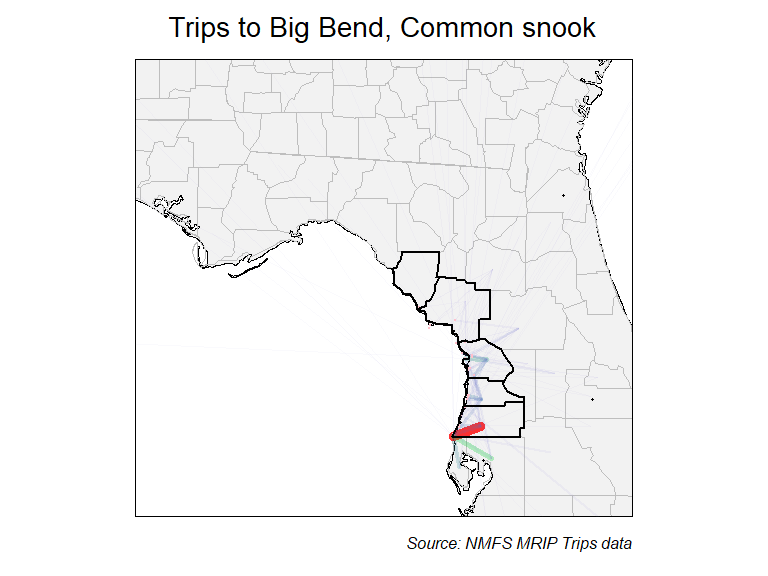 Trips to Big Bend, Common snook
Source: NMFS MRIP Trips data